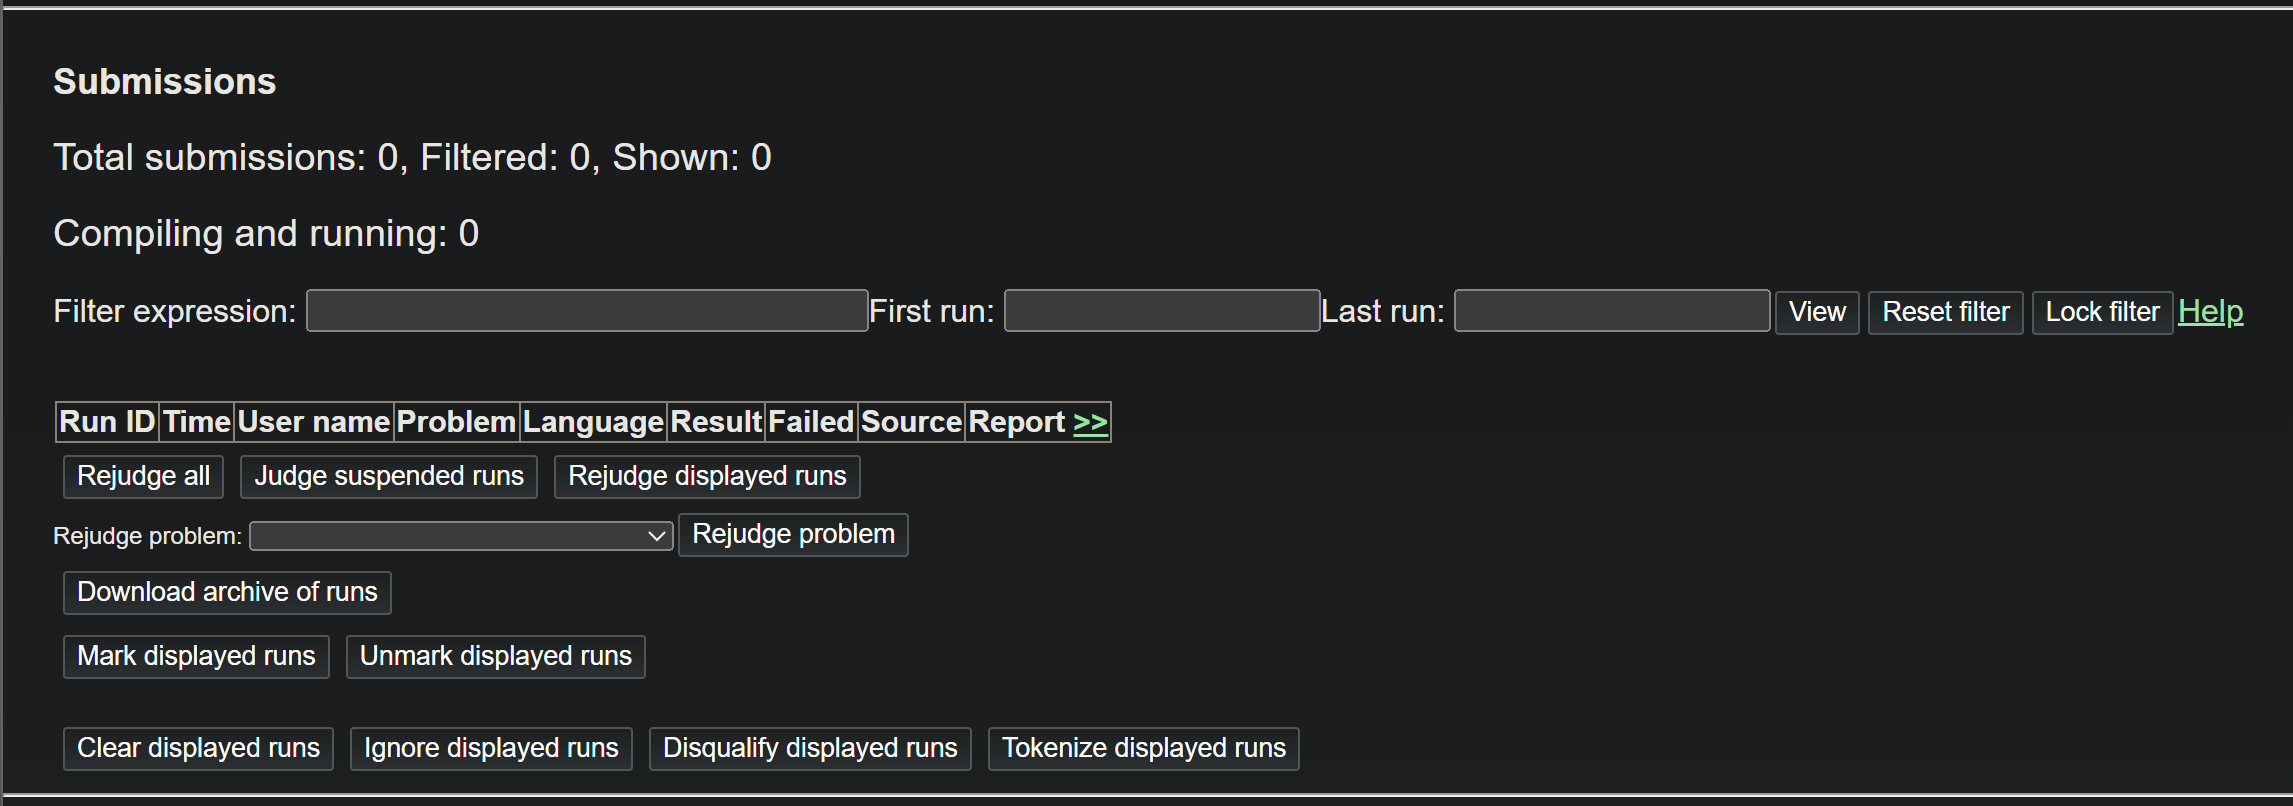 Submissions
Total submissions: 0, Filtered: 0, Shown: 0
Compiling and running: 0
Filter expression: First run: Last run: View Reset filter Lock filter Help
Run ID Time User name Problem Language Result Failed Source Report >>
Rejudge all Judge suspended runs Rejudge displayed runs
Rejudge problem: Rejudge problem
Download archive of runs
Mark displayed runs Unmark displayed runs
Clear displayed runs Ignore displayed runs Disqualify displayed runs Tokenize displayed runs